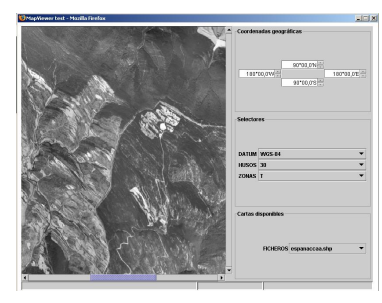 MapViewer test - Mozilla Firefox
Coordenadas geográficas
90°00,0'N
180°00,0'W
180°00,0'E
90°00,0'S
Selectores
DATUM WGS-84
HUSOS 30
ZONAS T
Cartas disponibles
FICHEROS espanaccaa.shp